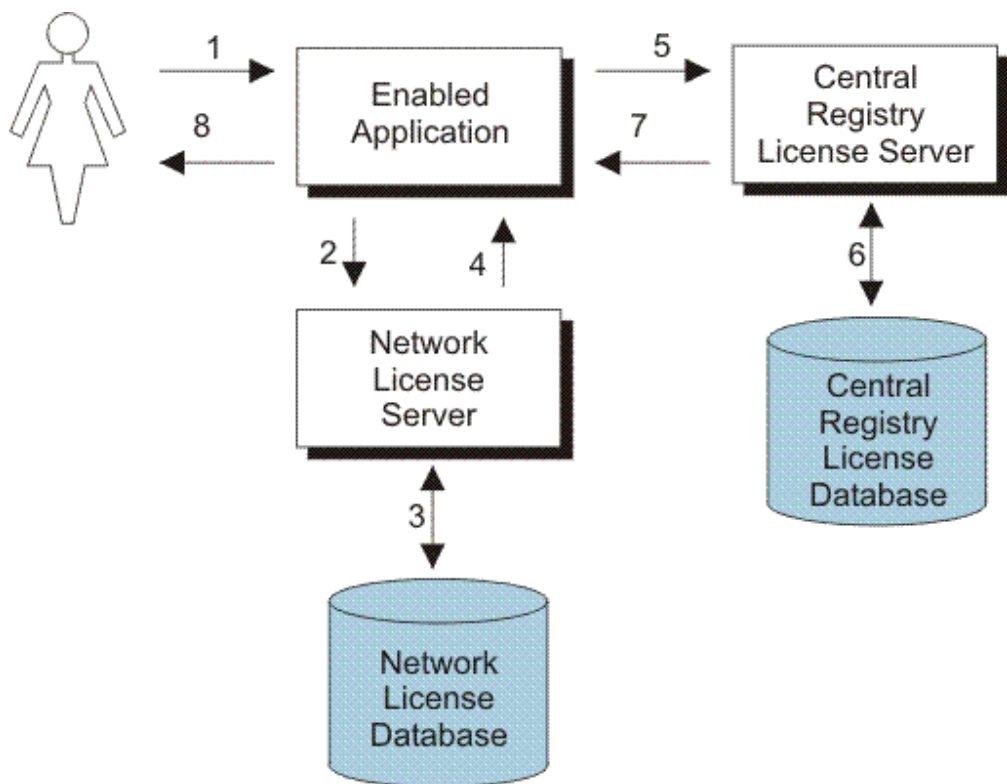 1
Enabled
Application
5
Central
Registry
License Server
8
7
2
4
6
Network
License
Server
Central
Registry
License
Database
3
Network
License
Database